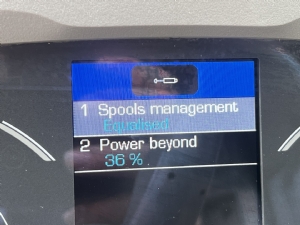 1 Spools management
Equalised
2 Power beyond
36 %